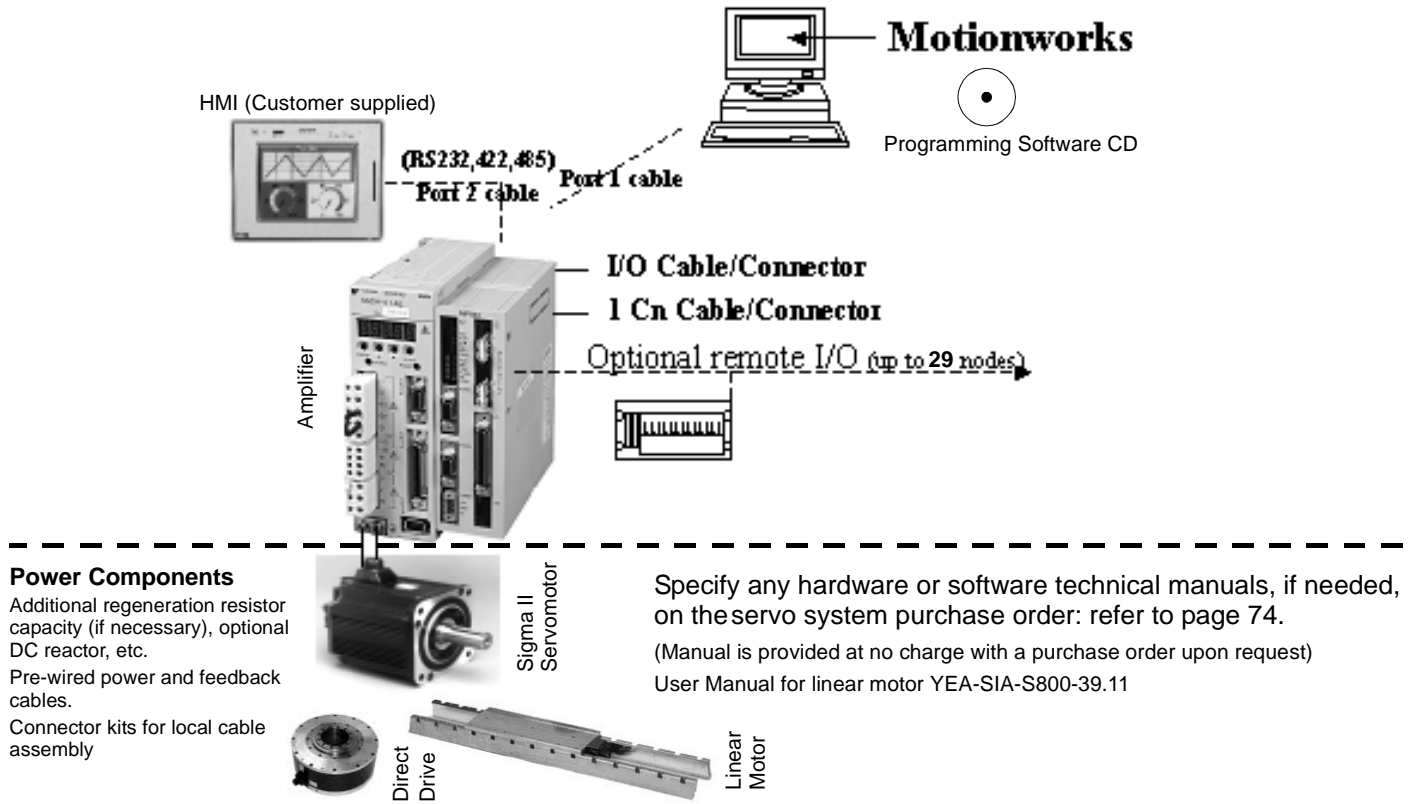 Motionworks
Programming Software CD
HMI (Customer supplied)
(RS232,422,485)
Port 2 cable
Port 1 cable
I/O Cable/Connector
1 Cn Cable/Connector
Optional remote I/O (up to 29 nodes)
Amplifier
Power Components
Additional regeneration resistor
capacity (if necessary), optional
DC reactor, etc.
Pre-wired power and feedback
cables.
Connector kits for local cable
assembly
Sigma II
Servomotor
Direct
Drive
Linear
Motor
Specify any hardware or software technical manuals, if needed,
on the servo system purchase order: refer to page 74.
(Manual is provided at no charge with a purchase order upon request)
User Manual for linear motor YEA-SIA-S800-39.11